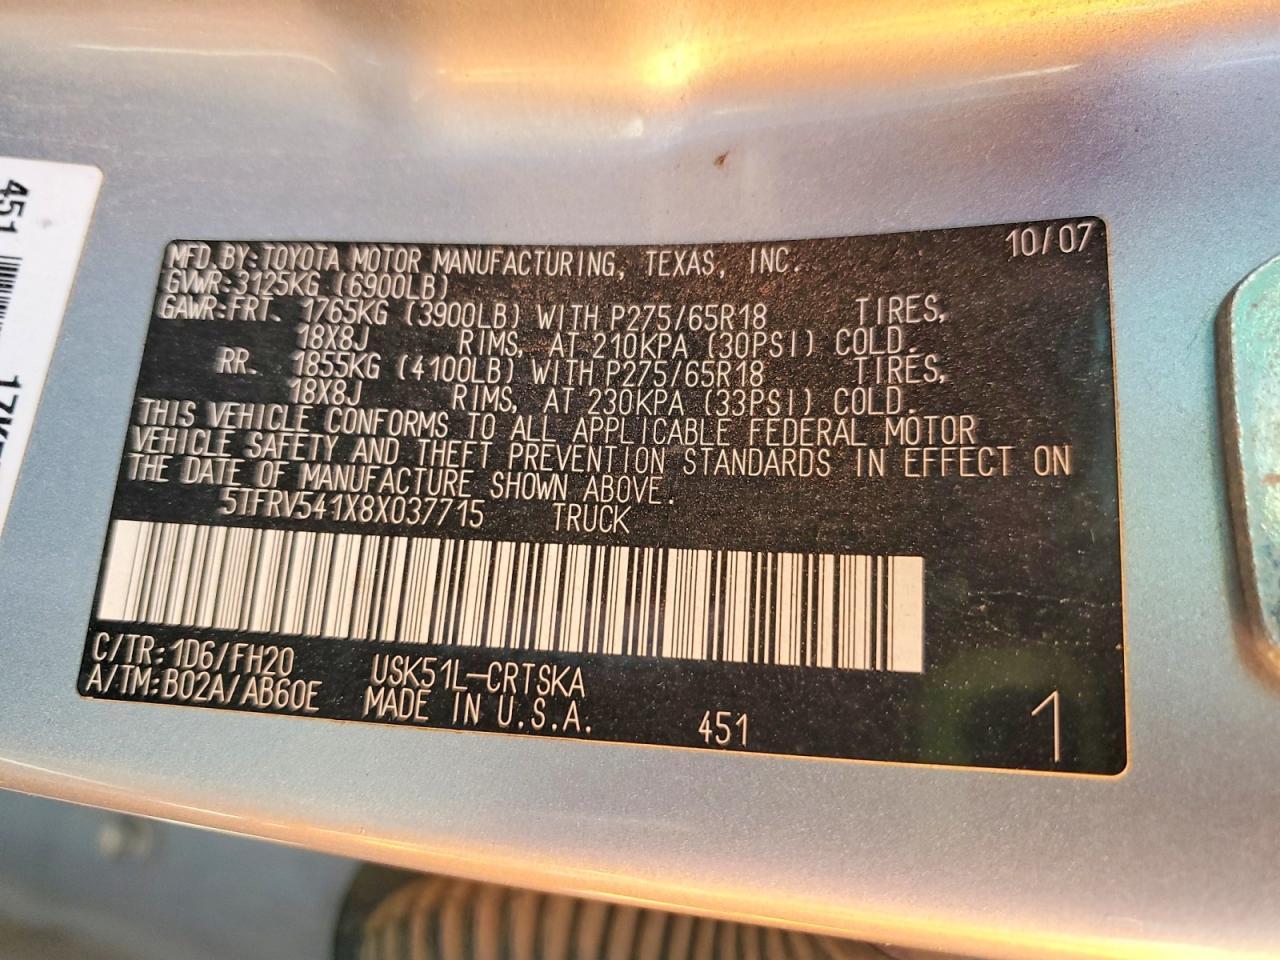 MFD BY: TOYOTA MOTOR MANUFACTURING, TEXAS, INC. 10/07
GVWR: 3125KG (6900LB)
GAWR: FRT. 1765KG (3900LB) WITH P275/65R18 TIRES,
18X8J RIMS, AT 210KPA (30PSI) COLD.
RR. 1855KG (4100LB) WITH P275/65R18 TIRES,
18X8J RIMS, AT 230KPA (33PSI) COLD.
THIS VEHICLE CONFORMS TO ALL APPLICABLE FEDERAL MOTOR
VEHICLE SAFETY AND THEFT PREVENTION STANDARDS IN EFFECT ON
THE DATE OF MANUFACTURE SHOWN ABOVE.
5TFRV541X8X037715 TRUCK
C/TR: 1D6/FH20 USK51L-CRTSKA
A/TM: B02A/AB60E MADE IN U.S.A. 451 1
451